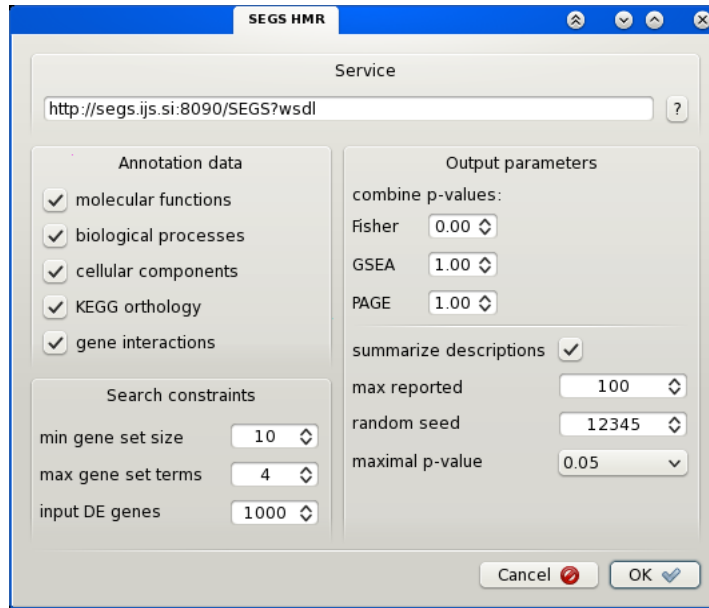 SEGS HMR
Service
http://segs.ijs.si:8090/SEGS?wsdl
?
Annotation data
molecular functions
biological processes
cellular components
KEGG orthology
gene interactions
Search constraints
min gene set size 10
max gene set terms 4
input DE genes 1000
Output parameters
combine p-values:
Fisher 0.00
GSEA 1.00
PAGE 1.00
summarize descriptions
max reported 100
random seed 12345
maximal p-value 0.05
Cancel OK